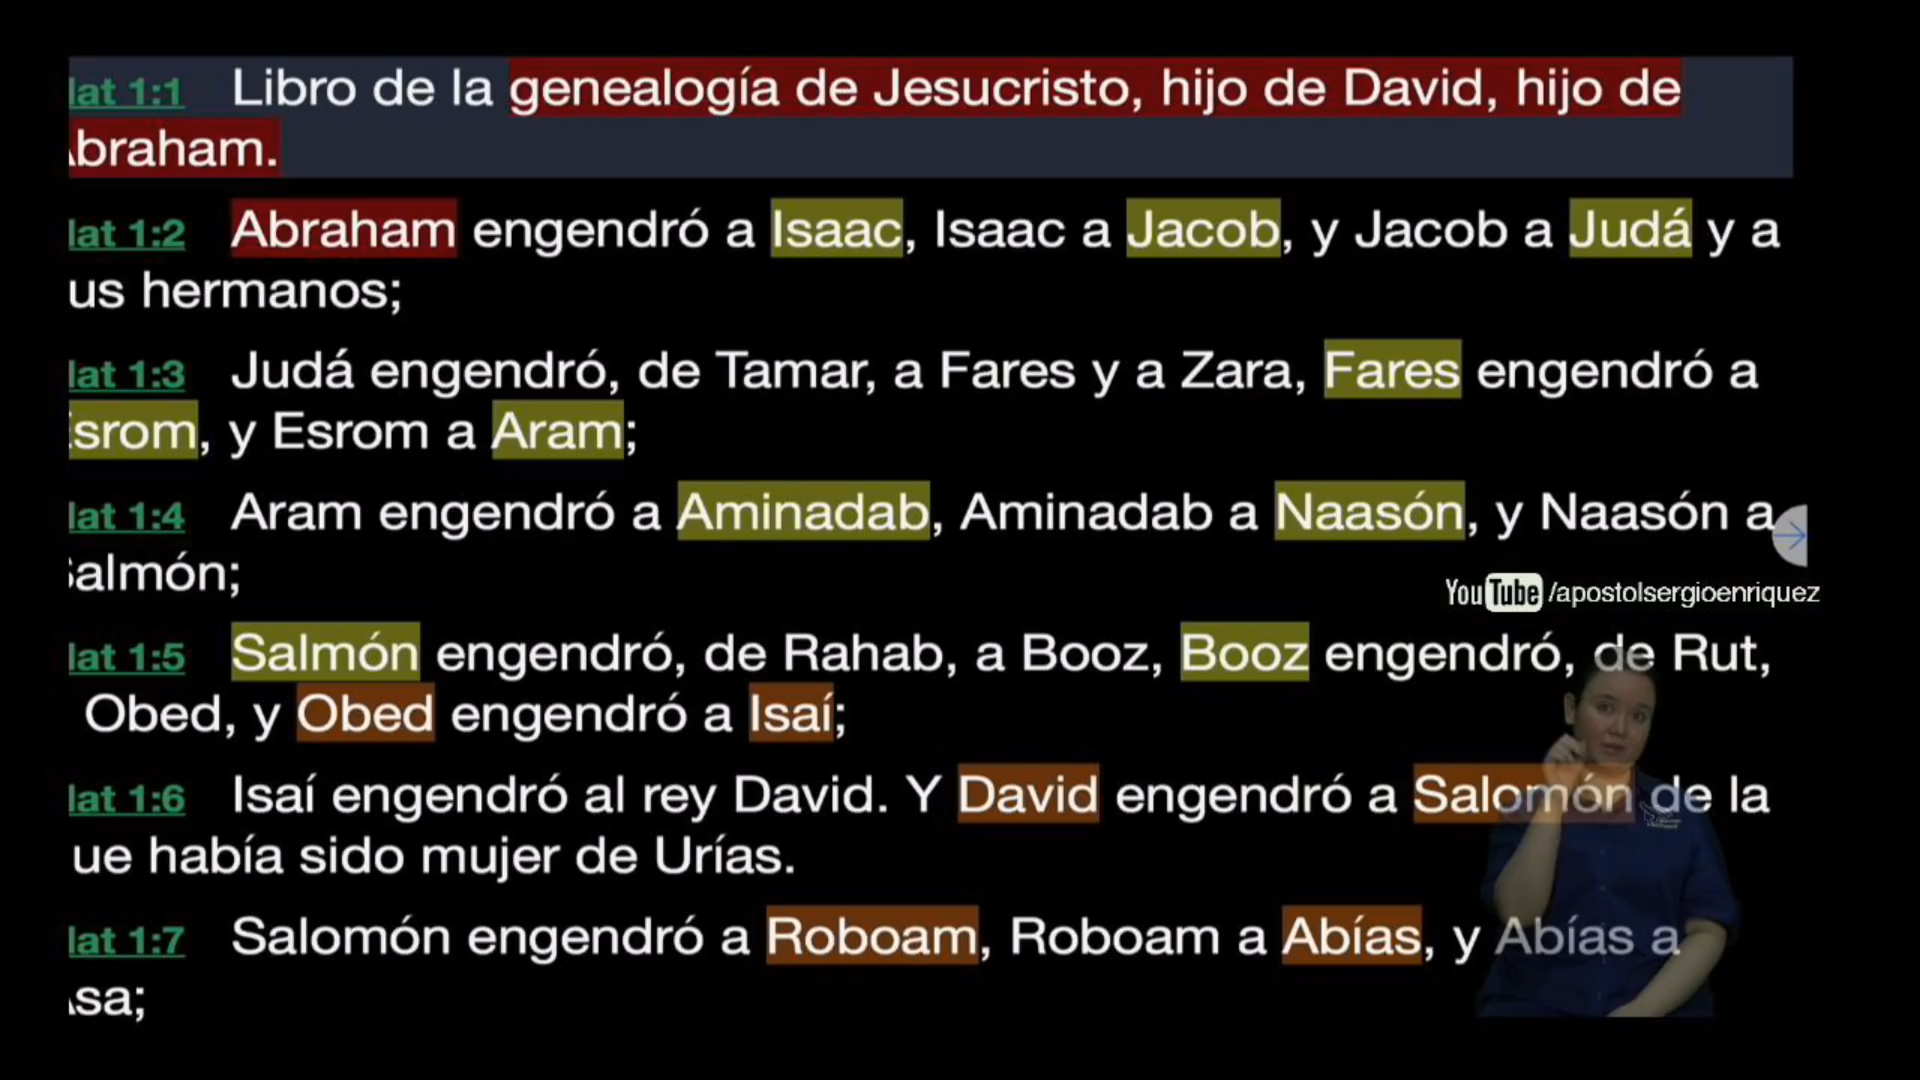 lat 1:1 Libro de la genealogía de Jesucristo, hijo de David, hijo de
braham.
lat 1:2 Abraham engendró a Isaac, Isaac a Jacob, y Jacob a Judá y a
us hermanos;
lat 1:3 Judá engendró, de Tamar, a Fares y a Zara, Fares engendró a
srom, y Esrom a Aram;
lat 1:4 Aram engendró a Aminadab, Aminadab a Naasón, y Naasón a
almón;
YouTube /apostolsergioenriquez
lat 1:5 Salmón engendró, de Rahab, a Booz, Booz engendró, de Rut,
Obed, y Obed engendró a Isaí;
lat 1:6 Isaí engendró al rey David. Y David engendró a Salomón de la
ue había sido mujer de Urías.
lat 1:7 Salomón engendró a Roboam, Roboam a Abías, y Abías a
sa;